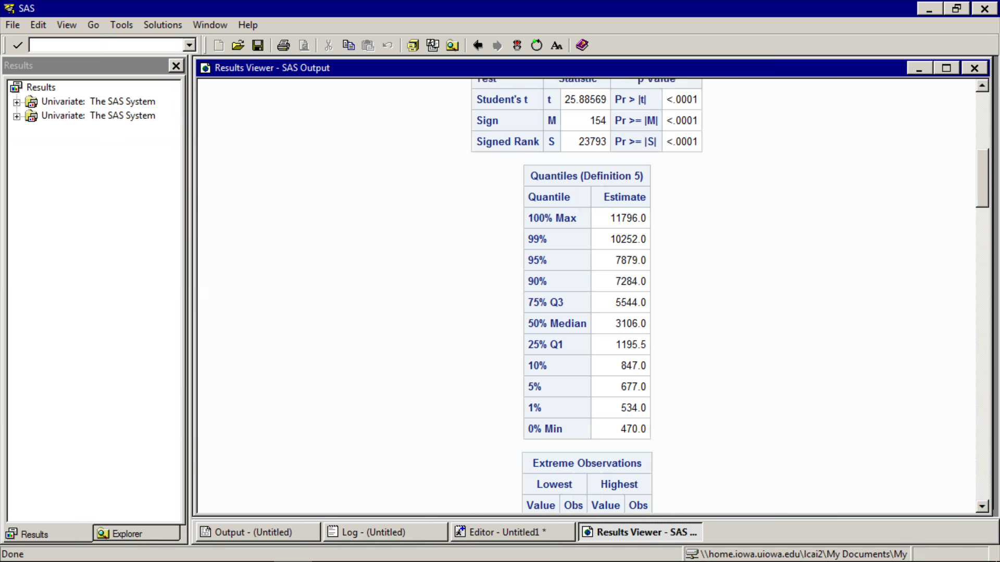 SAS
File Edit View Go Tools Solutions Window Help
Results
Results Viewer - SAS Output
Results
Univariate: The SAS System
Univariate: The SAS System
Test Statistic p Value
Student's t t 25.88569 Pr > |t| <.0001
Sign M 154 Pr >= |M| <.0001
Signed Rank S 23793 Pr >= |S| <.0001
Quantiles (Definition 5)
Quantile Estimate
100% Max 11796.0
99% 10252.0
95% 7879.0
90% 7284.0
75% Q3 5544.0
50% Median 3106.0
25% Q1 1195.5
10% 847.0
5% 677.0
1% 534.0
0% Min 470.0
Extreme Observations
Lowest Highest
Value Obs Value Obs
Results Explorer
Output - (Untitled) Log - (Untitled) Editor - Untitled1 * Results Viewer - SAS ...
Done \\home.iowa.uiowa.edu\lcai2\My Documents\My